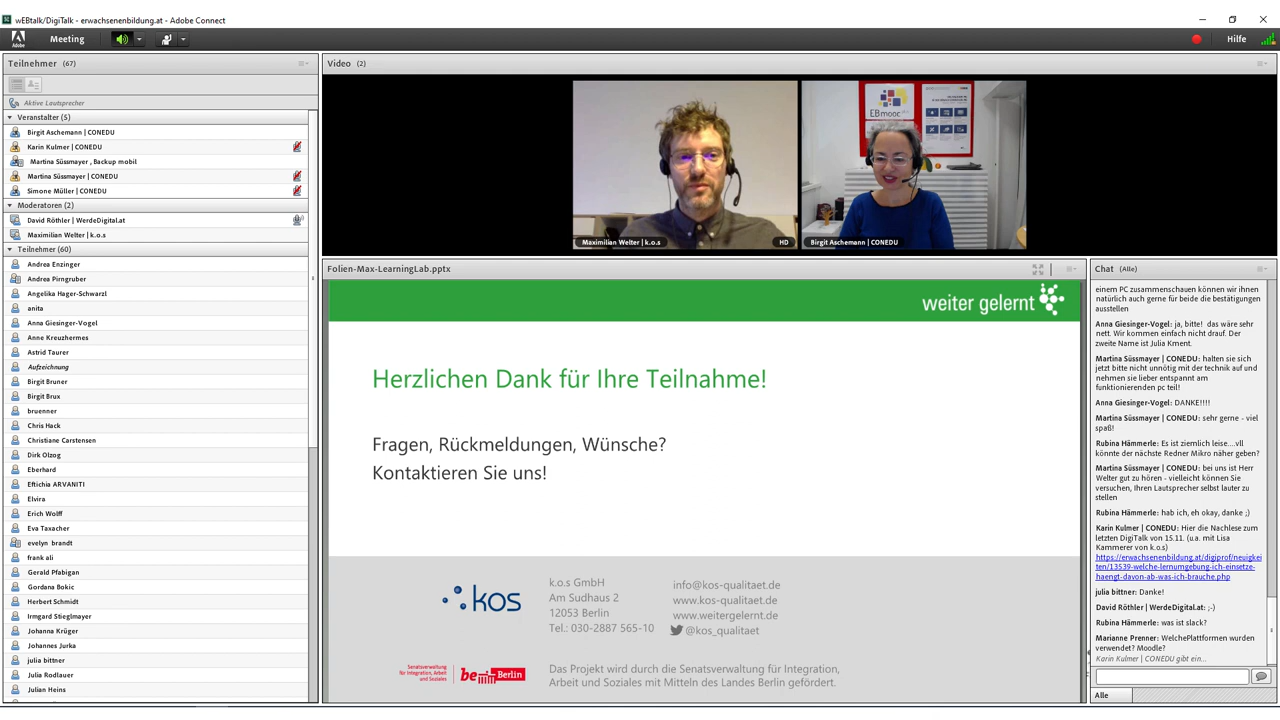 wEBtalk/DigiTalk - erwachsenenbildung.at - Adobe Connect
Adobe
Meeting
Hilfe
Teilnehmer (67)
Aktive Lautsprecher
Veranstalter (5)
Birgit Aschemann | CONEDU
Karin Kulmer | CONEDU
Martina Süssmayer , Backup mobil
Martina Süssmayer | CONEDU
Simone Müller | CONEDU
Moderatoren (2)
David Röthler | WerdeDigital.at
Maximilian Welter | k.o.s
Teilnehmer (60)
Andrea Enzinger
Andrea Pirngruber
Angelika Hager-Schwarzl
anita
Anna Giesinger-Vogel
Anne Kreuzhermes
Astrid Taurer
Aufzeichnung
Birgit Bruner
Birgit Brux
bruenner
Chris Hack
Christiane Carstensen
Dirk Olzog
Eberhard
Eftichia ARVANITI
Elvira
Erich Wolff
Eva Taxacher
evelyn brandt
frank ali
Gerald Pfabigan
Gordana Bokic
Herbert Schmidt
Irmgard Stieglmayer
Johanna Krüger
Johannes Jurka
julia bittner
Julia Rodlauer
Julian Heins
Video (2)
EBmooc
Maximilian Welter | k.o.s
HD
Birgit Aschemann | CONEDU
Folien-Max-LearningLab.pptx
weiter gelernt
Herzlichen Dank für Ihre Teilnahme!
Fragen, Rückmeldungen, Wünsche?
Kontaktieren Sie uns!
kos
k.o.s GmbH
Am Sudhaus 2
12053 Berlin
Tel.: 030-2887 565-10
info@kos-qualitaet.de
www.kos-qualitaet.de
www.weitergelernt.de
@kos_qualitaet
Senatsverwaltung
für Integration, Arbeit
und Soziales
be Berlin
Das Projekt wird durch die Senatsverwaltung für Integration,
Arbeit und Soziales mit Mitteln des Landes Berlin gefördert.
Chat (Alle)
einem PC zusammenschauen können wir ihnen
natürlich auch gerne für beide die bestätigungen
ausstellen
Anna Giesinger-Vogel: ja, bitte! das wäre sehr
nett. Wir kommen einfach nicht drauf. Der
zweite Name ist Julia Kment.
Martina Süssmayer | CONEDU: halten sie sich
jetzt bitte nicht unnötig mit der technik auf und
nehmen sie lieber entspannt am
funktionierenden pc teil!
Anna Giesinger-Vogel: DANKE!!!!
Martina Süssmayer | CONEDU: sehr gerne - viel
spaß!
Rubina Hämmerle: Es ist ziemlich leise....vll
könnte der nächste Redner Mikro näher geben?
Martina Süssmayer | CONEDU: bei uns ist Herr
Welter gut zu hören - vielleicht können Sie
versuchen, Ihren Lautsprecher selbst lauter zu
stellen
Rubina Hämmerle: hab ich, eh okay, danke ;)
Karin Kulmer | CONEDU: Hier die Nachlese zum
letzten DigiTalk von 15.11. (u.a. mit Lisa
Kammerer von k.o.s)
https://erwachsenenbildung.at/digiprof/neuigkei
ten/13539-welche-lernumgebung-ich-einsetze-
haengt-davon-ab-was-ich-brauche.php
julia bittner: Danke!
David Röthler | WerdeDigital.at: ;-)
Rubina Hämmerle: was ist slack?
Marianne Prenner: WelchePlattformen wurden
verwendet? Moodle?
Karin Kulmer | CONEDU gibt ein...
Alle